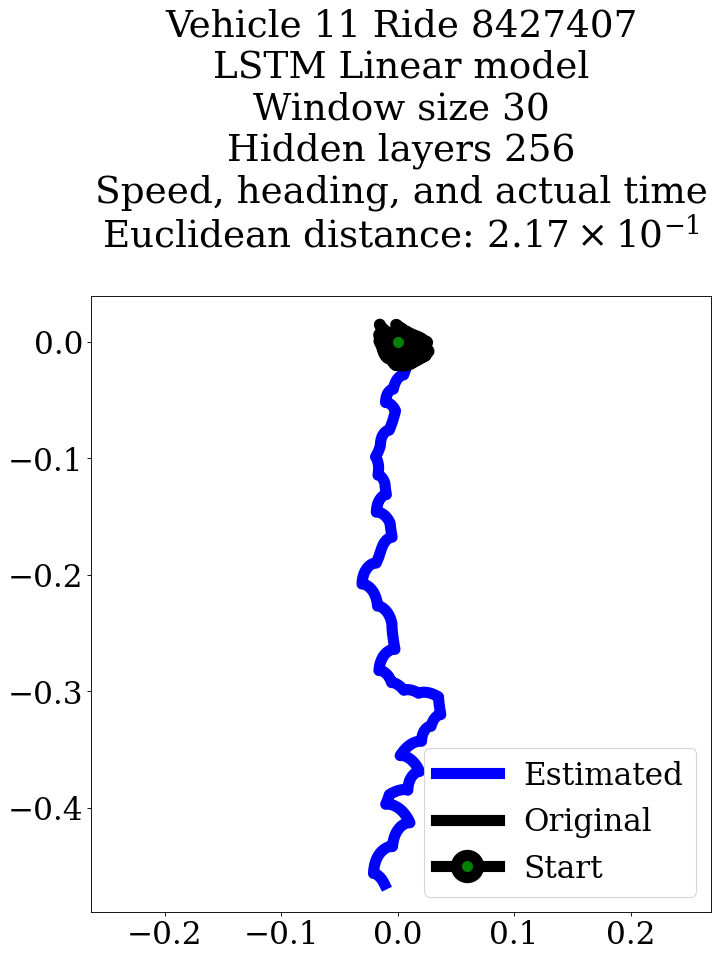 Vehicle 11 Ride 8427407
LSTM Linear model
Window size 30
Hidden layers 256
Speed, heading, and actual time
Euclidean distance: 2.17 × 10⁻¹
0.0
−0.1
−0.2
−0.3
−0.4
Estimated
Original
Start
−0.2 −0.1 0.0 0.1 0.2